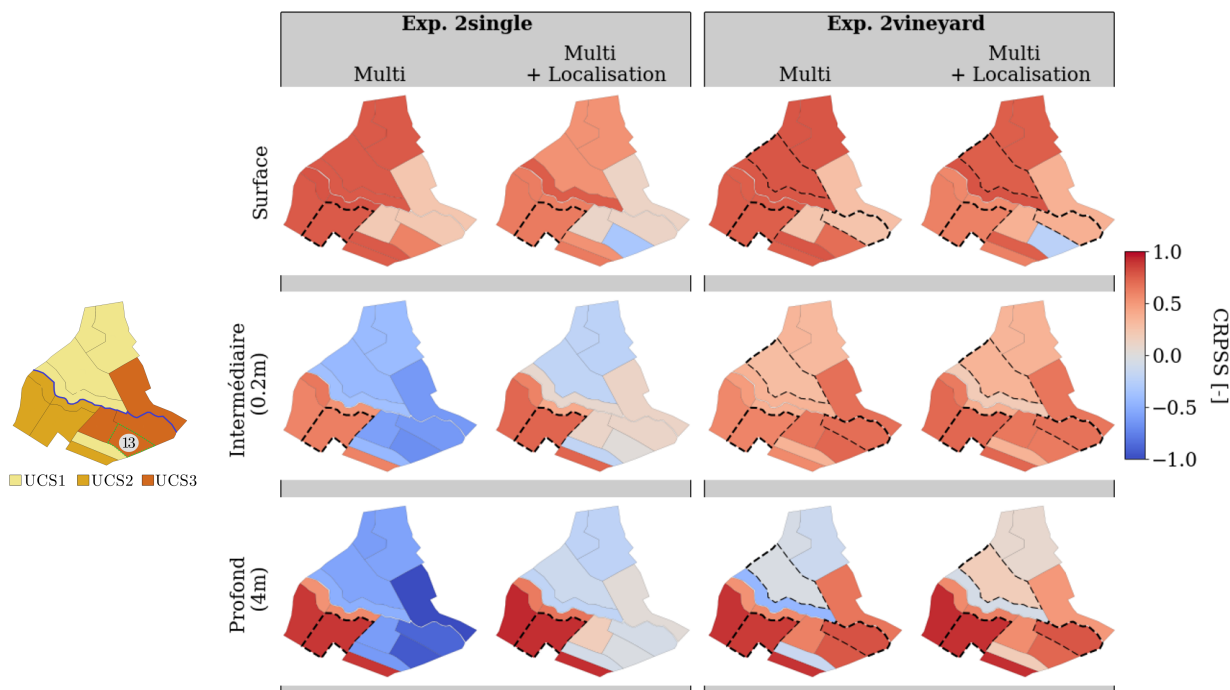 Exp. 2single
Exp. 2vineyard
Multi
Multi
+ Localisation
Multi
Multi
+ Localisation
Surface
Intermédiaire
(0.2m)
Profond
(4m)
13
UCS1 UCS2 UCS3
1.0
0.5
0.0
−0.5
−1.0
CRPSS [-]